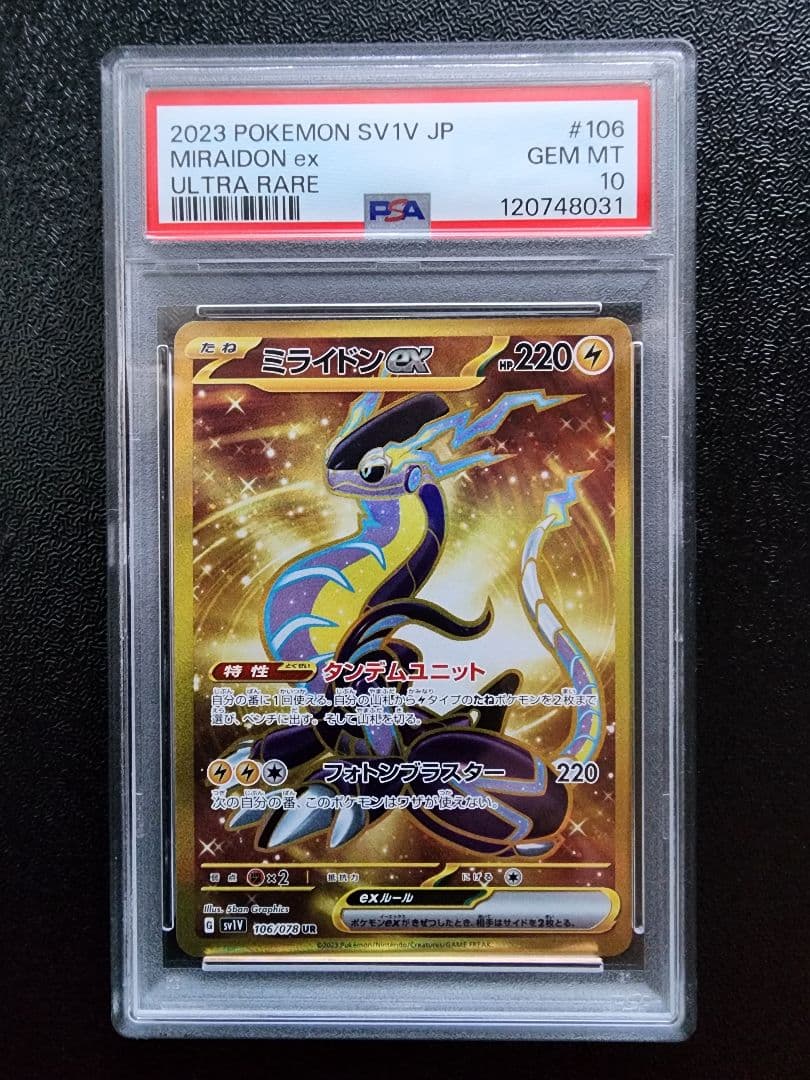 2023 POKEMON SV1V JP #106
MIRAIDON ex GEM MT
ULTRA RARE 10
PSA 120748031
たね ミライドンex HP220
特性 とくせい タンデムユニット
自分の番に1回使える。自分の山札からタイプのたねポケモンを2枚まで
選び、ベンチに出す。そして山札を切る。
フォトンブラスター 220
次の自分の番、このポケモンはワザが使えない。
弱点 ×2 抵抗力 にげる
exルール
ポケモンexがきぜつしたとき、相手はサイドを2枚とる。
Illus. 5ban Graphics
G sv1V 106/078 UR
©2023 Pokémon/Nintendo/Creatures/GAME FREAK.